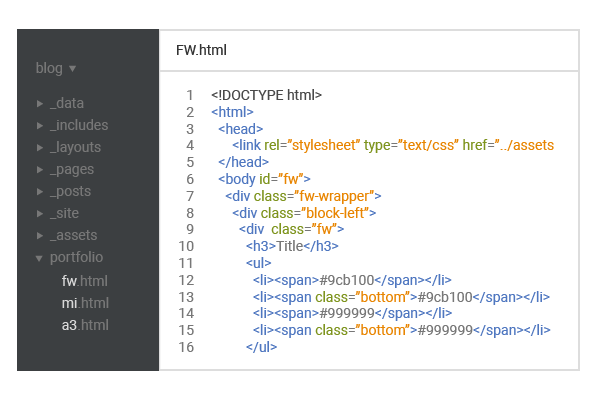 blog
_data
_includes
_layouts
_pages
_posts
_site
_assets
portfolio
fw.html
mi.html
a3.html
FW.html
1 <!DOCTYPE html>
2 <html>
3 <head>
4 <link rel="stylesheet" type="text/css" href="../assets
5 </head>
6 <body id="fw">
7 <div class="fw-wrapper">
8 <div class="block-left">
9 <div  class="fw">
10 <h3>Title</h3>
11 <ul>
12 <li><span>#9cb100</span></li>
13 <li><span class="bottom">#9cb100</span></li>
14 <li><span>#999999</span></li>
15 <li><span class="bottom">#999999</span></li>
16 </ul>